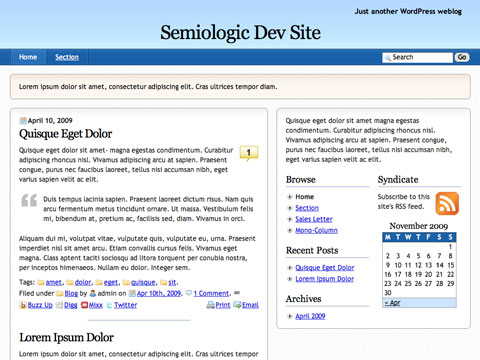 Just another WordPress weblog
Semiologic Dev Site
Home Section Search Go
Lorem ipsum dolor sit amet, consectetur adipiscing elit. Cras ultrices tempor diam.
April 10, 2009
Quisque Eget Dolor
Quisque eget dolor sit amet- magna egestas
condimentum. Curabitur adipiscing rhoncus nisl.
Vivamus adipiscing arcu at sapien. Praesent
congue, purus nec faucibus laoreet, tellus nisi
accumsan nibh, eget varius sapien velit ac elit.
1
Duis tempus lacinia sapien. Praesent laoreet dictum risus. Nam quis
arcu fermentum metus tincidunt ornare. Ut massa. Vestibulum felis
mi, bibendum at, pretium ac, facilisis sed, diam. Vivamus in orci.
Aliquam dui mi, volutpat vitae, vulputate quis, vulputate eu, urna. Praesent
imperdiet nisl sit amet arcu. Etiam convallis cursus felis. Vivamus eget
magna. Class aptent taciti sociosqu ad litora torquent per conubia nostra,
per inceptos himenaeos. Nullam eu dolor. Integer sem.
Tags: amet, dolor, eget, quisque, sit.
Filed under Blog by admin on Apr 10th, 2009. 1 Comment.
Buzz Up Digg Mixx Twitter Print Email
Lorem Ipsum Dolor
Lorem ipsum dolor sit amet, consectetur adipiscing elit. Cras ultrices tempor
Quisque eget dolor sit amet magna egestas
condimentum. Curabitur adipiscing rhoncus nisl.
Vivamus adipiscing arcu at sapien. Praesent
congue, purus nec faucibus laoreet, tellus nisi
accumsan nibh, eget varius sapien velit ac elit.
Browse
Home
Section
Sales Letter
Mono-Column
Recent Posts
Quisque Eget Dolor
Lorem Ipsum Dolor
Archives
April 2009
Syndicate
Subscribe to this
site's RSS feed.
November 2009
M T W T F S S
1
2 3 4 5 6 7 8
9 10 11 12 13 14 15
16 17 18 19 20 21 22
23 24 25 26 27 28 29
30
« Apr